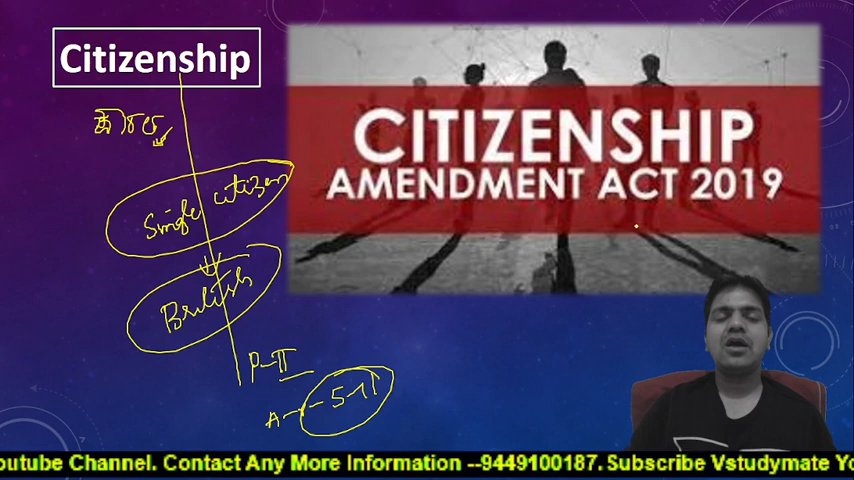 Citizenship
CITIZENSHIP
AMENDMENT ACT 2019
Single citizen
British
P-II
A - 5-11
outube Channel. Contact Any More Information --9449100187. Subscribe Vstudymate Yo